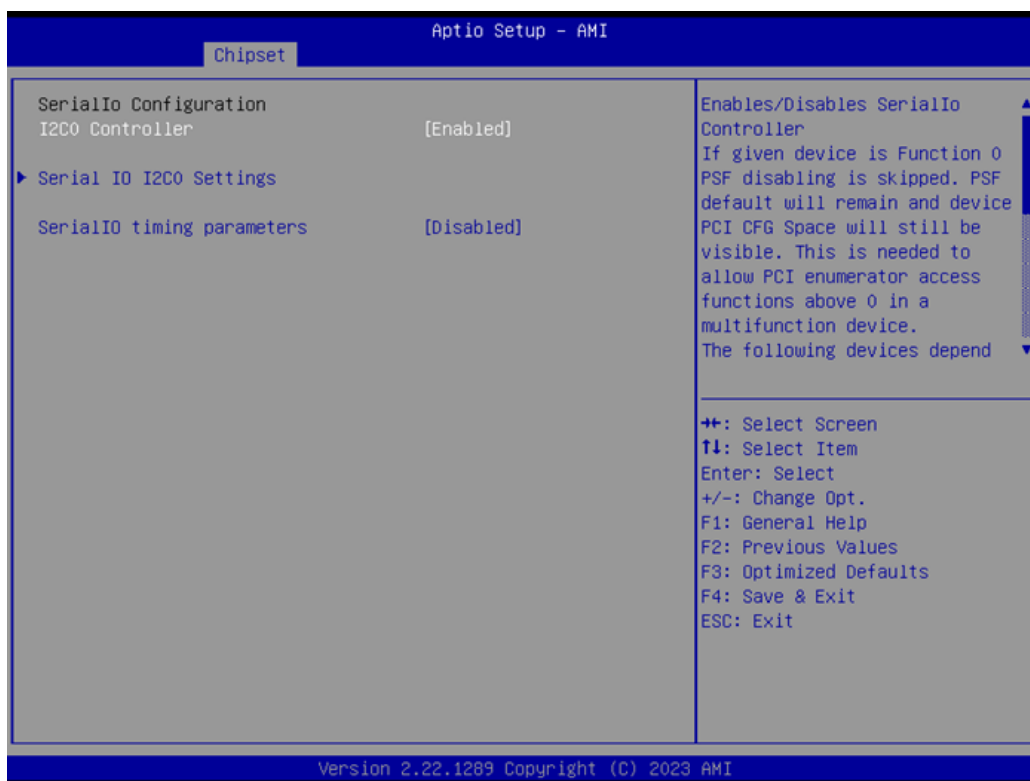 Aptio Setup – AMI
Chipset
SerialIo Configuration
I2C0 Controller [Enabled]
Serial IO I2C0 Settings
SerialIO timing parameters [Disabled]
Enables/Disables SerialIo
Controller
If given device is Function 0
PSF disabling is skipped. PSF
default will remain and device
PCI CFG Space will still be
visible. This is needed to
allow PCI enumerator access
functions above 0 in a
multifunction device.
The following devices depend
→←: Select Screen
↑↓: Select Item
Enter: Select
+/-: Change Opt.
F1: General Help
F2: Previous Values
F3: Optimized Defaults
F4: Save & Exit
ESC: Exit
Version 2.22.1289 Copyright (C) 2023 AMI